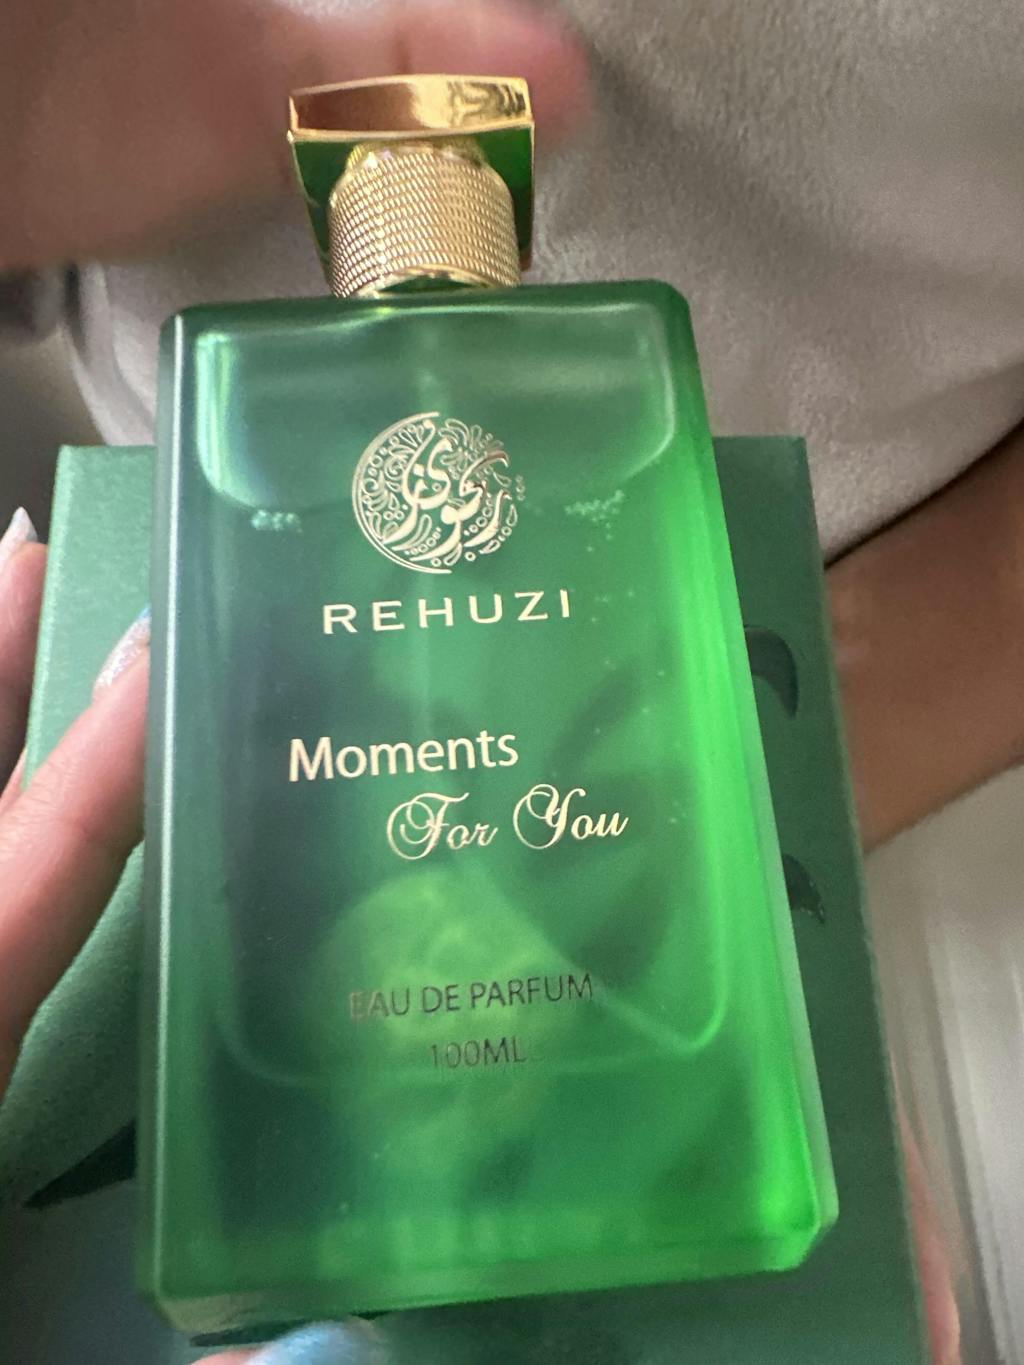 REHUZI
Moments
For You
EAU DE PARFUM
100ML